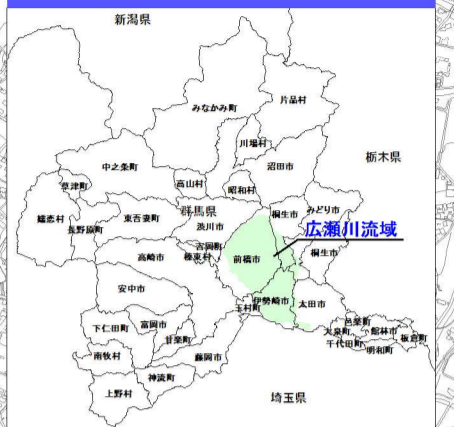 新潟県
みなかみ町
片品村
川場村
栃木県
中之条町
沼田市
草津町
高山村
昭和村
嬬恋村
群馬県
桐生市
みどり市
長野原町
東吾妻町
渋川市
広瀬川流域
吉岡町
高崎市
榛東村
前橋市
桐生市
安中市
伊勢崎市
太田市
玉村町
富岡市
下仁田町
邑楽町
甘楽町
大泉町
館林市
板倉町
南牧村
藤岡市
千代田町
明和町
神流町
上野村
埼玉県